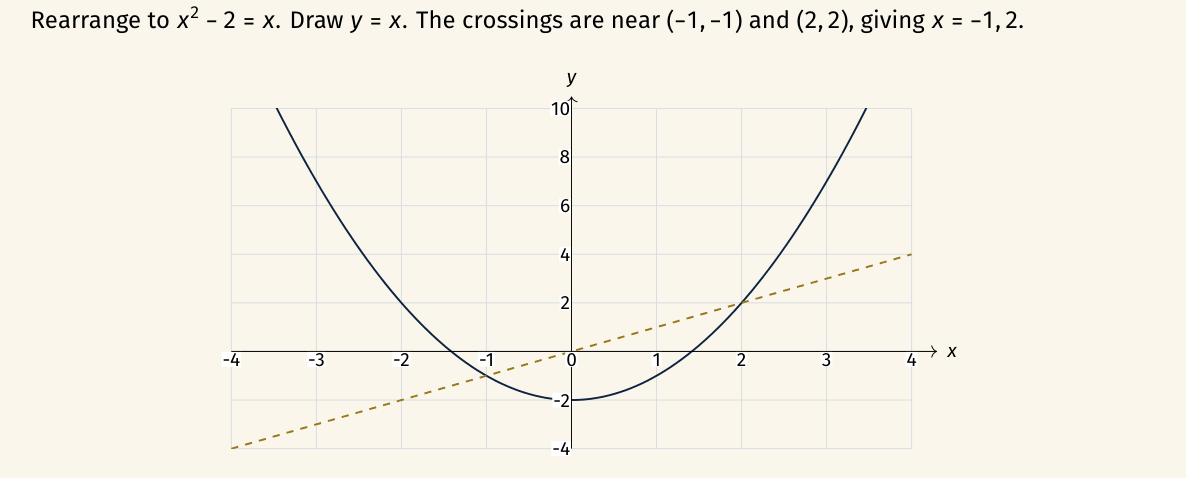 Rearrange to x² – 2 = x. Draw y = x. The crossings are near (–1, –1) and (2, 2), giving x = –1, 2.
y
10
8
6
4
2
-4 -3 -2 -1 0 1 2 3 4 x
-2
-4